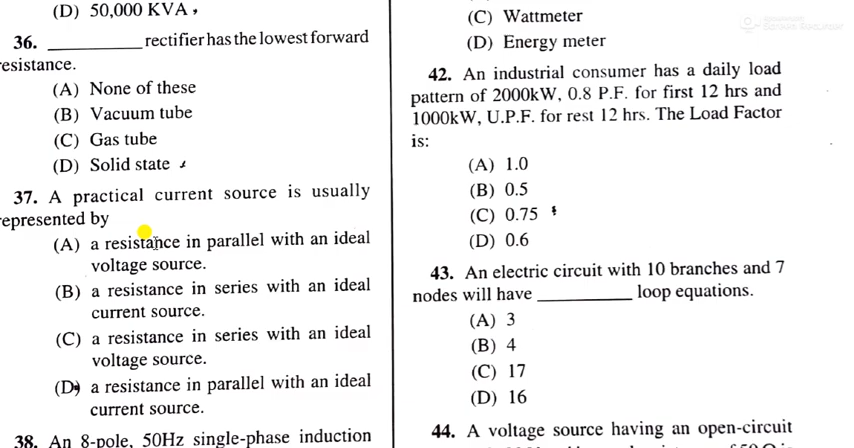 (D) 50,000 KVA
36. __________ rectifier has the lowest forward
resistance.
(A) None of these
(B) Vacuum tube
(C) Gas tube
(D) Solid state
37. A practical current source is usually
represented by
(A) a resistance in parallel with an ideal
voltage source.
(B) a resistance in series with an ideal
current source.
(C) a resistance in series with an ideal
voltage source.
(D) a resistance in parallel with an ideal
current source.
38. An 8-pole, 50Hz single-phase induction
(C) Wattmeter
(D) Energy meter
42. An industrial consumer has a daily load
pattern of 2000kW, 0.8 P.F. for first 12 hrs and
1000kW, U.P.F. for rest 12 hrs. The Load Factor
is:
(A) 1.0
(B) 0.5
(C) 0.75
(D) 0.6
43. An electric circuit with 10 branches and 7
nodes will have __________ loop equations.
(A) 3
(B) 4
(C) 17
(D) 16
44. A voltage source having an open-circuit